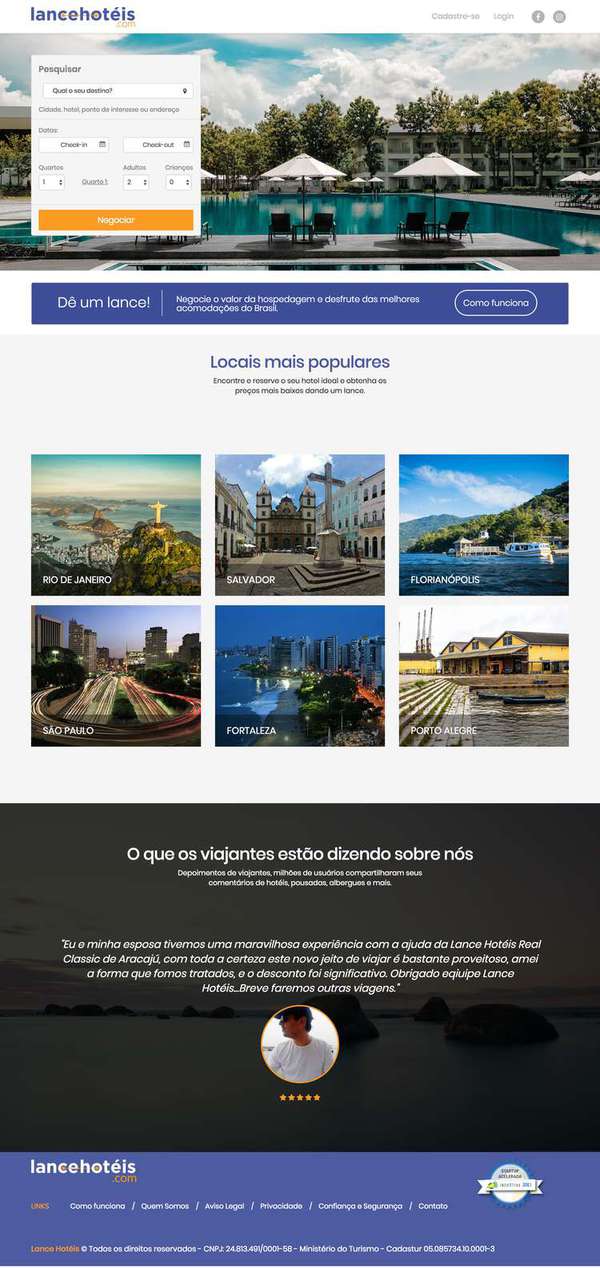 lancehotéis
.com
Cadastre-se Login
Pesquisar
Qual o seu destino?
Cidade, hotel, ponto de interesse ou endereço
Datas:
Check-in Check-out
Quartos Adultos Crianças
1 Quarto 1: 2 0
Negociar
Dê um lance!
Negocie o valor da hospedagem e desfrute das melhores
acomodações do Brasil.
Como funciona
Locais mais populares
Encontre e reserve o seu hotel ideal e obtenha os
preços mais baixos dando um lance.
RIO DE JANEIRO
SALVADOR
FLORIANÓPOLIS
SÃO PAULO
FORTALEZA
PORTO ALEGRE
O que os viajantes estão dizendo sobre nós
Depoimentos de viajantes, milhões de usuários compartilharam seus
comentários de hotéis, pousadas, albergues e mais.
"Eu e minha esposa tivemos uma maravilhosa experiência com a ajuda da Lance Hotéis Real
Classic de Aracajú, com toda a certeza este novo jeito de viajar é bastante proveitoso, amei
a forma que fomos tratados, e o desconto foi significativo. Obrigado eqiuipe Lance
Hotéis...Breve faremos outras viagens."
lancehotéis
.com
STARTUP
ACELERADA
LINKS Como funciona / Quem Somos / Aviso Legal / Privacidade / Confiança e Segurança / Contato
Lance Hotéis © Todos os direitos reservados - CNPJ: 24.813.491/0001-58 - Ministério do Turismo - Cadastur 05.085734.10.0001-3